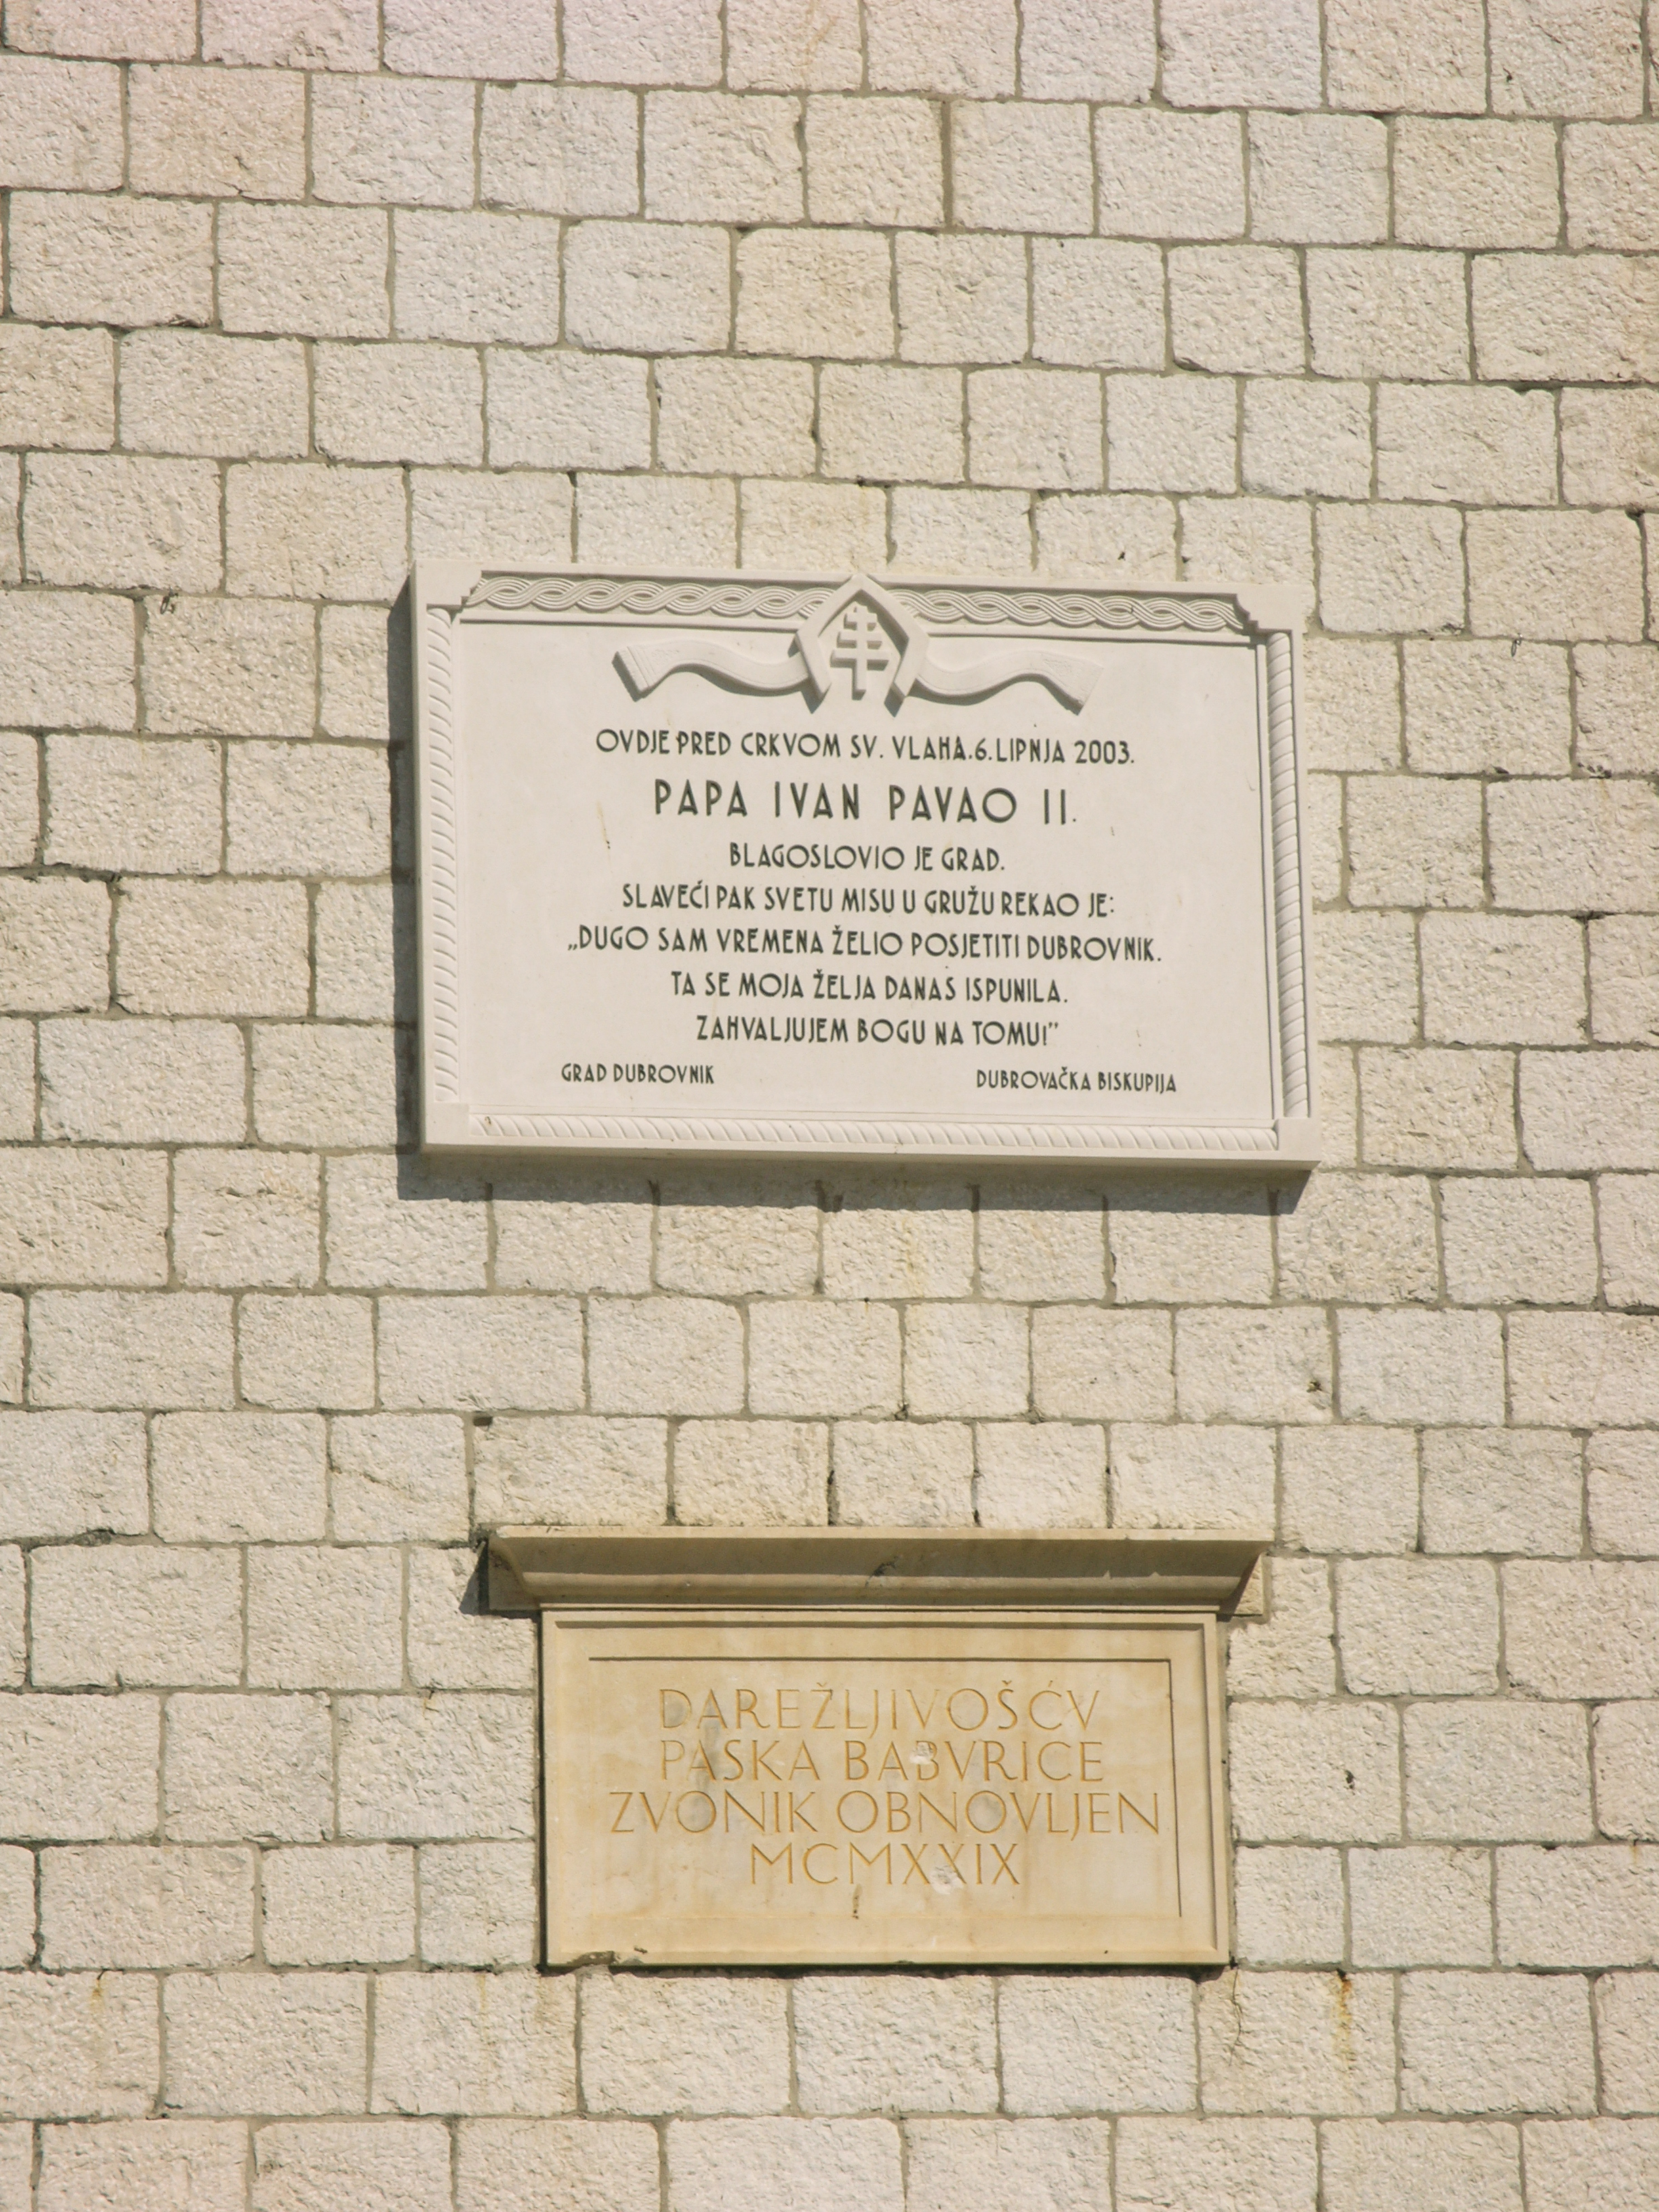 OVDJE PRED CRKVOM SV. VLAHA.6.LIPNJA 2003.
PAPA IVAN PAVAO II.
BLAGOSLOVIO JE GRAD.
SLAVEĆI PAK SVETU MISU U GRUŽU REKAO JE:
„DUGO SAM VREMENA ŽELIO POSJETITI DUBROVNIK.
TA SE MOJA ŽELJA DANAS ISPUNILA.
ZAHVALJUJEM BOGU NA TOMU!”
GRAD DUBROVNIK DUBROVAČKA BISKUPIJA
DAREŽLJIVOŠĆV
PASKA BABVRICE
ZVONIK OBNOVLJEN
MCMXXIX